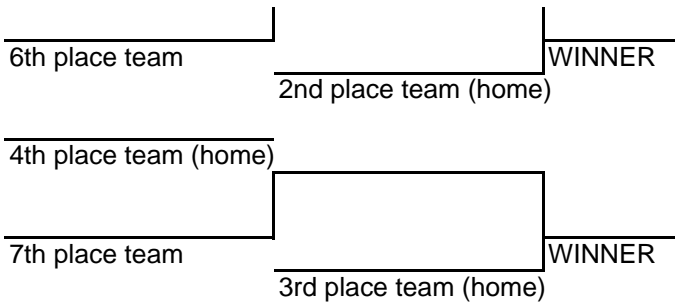 6th place team
WINNER
2nd place team (home)
4th place team (home)
7th place team
WINNER
3rd place team (home)